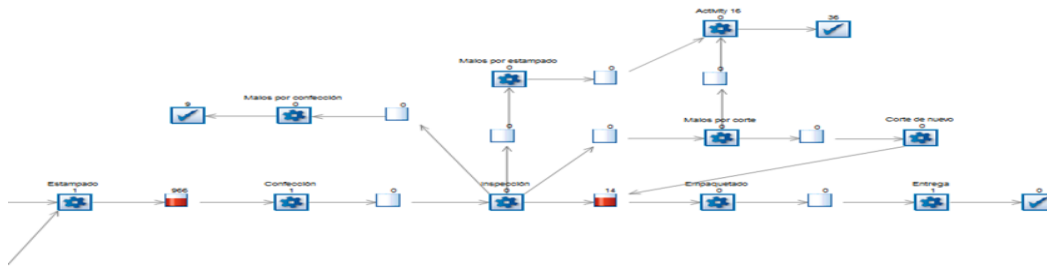 Activity 16
0
36
Malos por estampado
0
0
0
9
Malos por confección
0
0
0
0
Malos por corte
0
0
Corte de nuevo
0
Estampado
1
966
Confección
1
0
Inspección
0
14
Empaquetado
0
0
Entrega
1
0